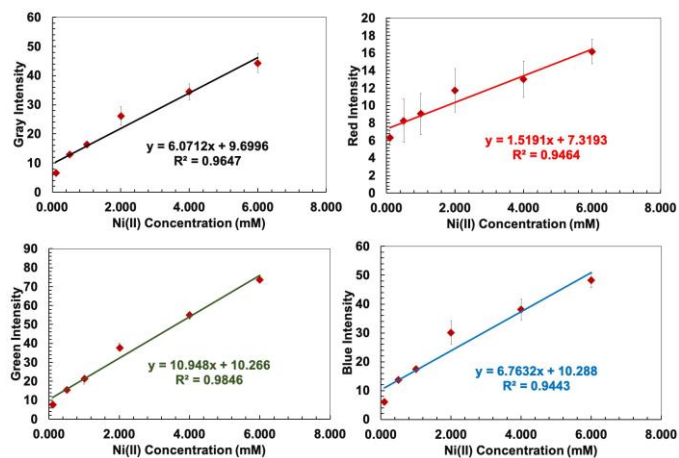 60
50
40
30
20
10
0
Gray Intensity
y = 6.0712x + 9.6996
R² = 0.9647
0.000 2.000 4.000 6.000 8.000
Ni(II) Concentration (mM)
20
18
16
14
12
10
8
6
4
2
0
Red Intensity
y = 1.5191x + 7.3193
R² = 0.9464
0.000 2.000 4.000 6.000 8.000
Ni(II) Concentration (mM)
90
80
70
60
50
40
30
20
10
0
Green Intensity
y = 10.948x + 10.266
R² = 0.9846
0.000 2.000 4.000 6.000 8.000
Ni(II) Concentration (mM)
60
50
40
30
20
10
0
Blue Intensity
y = 6.7632x + 10.288
R² = 0.9443
0.000 2.000 4.000 6.000 8.000
Ni(II) Concentration (mM)